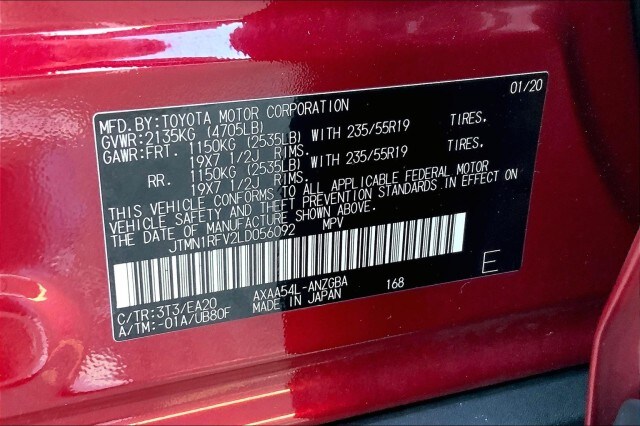 MFD.BY:TOYOTA MOTOR CORPORATION 01/20
GVWR:2135KG (4705LB)
GAWR:FRT. 1150KG (2535LB) WITH 235/55R19 TIRES.
19X7 1/2J RIMS.
RR. 1150KG (2535LB) WITH 235/55R19 TIRES.
19X7 1/2J RIMS.
THIS VEHICLE CONFORMS TO ALL APPLICABLE FEDERAL MOTOR
VEHICLE SAFETY AND THEFT PREVENTION STANDARDS IN EFFECT ON
THE DATE OF MANUFACTURE SHOWN ABOVE.
JTMN1RFV2LD056092 MPV
E
C/TR:3T3/EA20 AXAA54L-ANZGBA 168
A/TM:-01A/UB80F MADE IN JAPAN